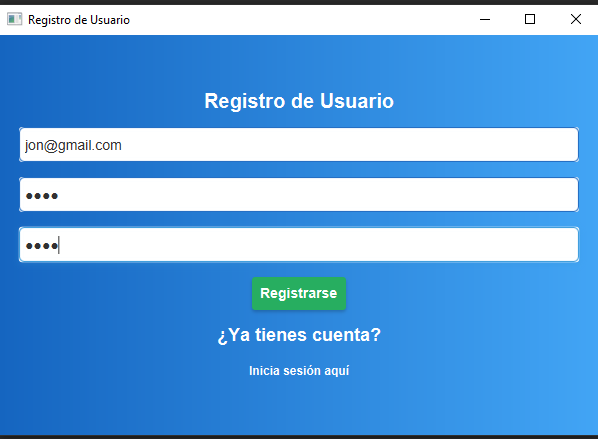 Registro de Usuario
Registro de Usuario
jon@gmail.com
●●●●
●●●●
Registrarse
¿Ya tienes cuenta?
Inicia sesión aquí